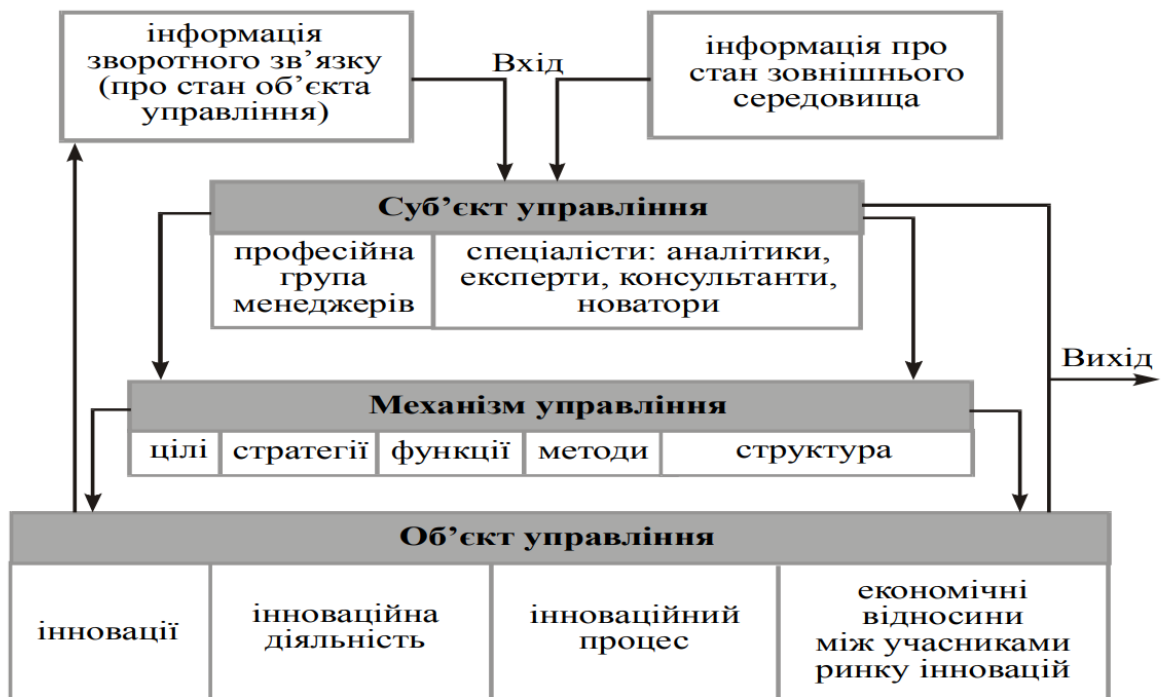 інформація
зворотного зв’язку
(про стан об’єкта
управління)
Вхід
інформація про
стан зовнішнього
середовища
Суб’єкт управління
професійна
група
менеджерів
спеціалісти: аналітики,
експерти, консультанти,
новатори
Вихід
Механізм управління
цілі
стратегії
функції
методи
структура
Об’єкт управління
інновації
інноваційна
діяльність
інноваційний
процес
економічні
відносини
між учасниками
ринку інновацій